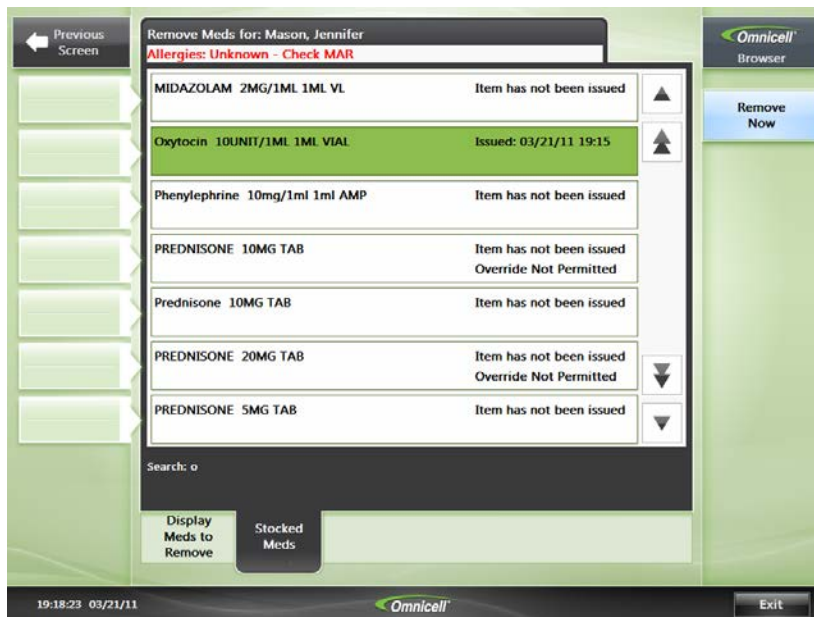 Previous
Screen
Remove Meds for: Mason, Jennifer
Allergies: Unknown - Check MAR
Omnicell
Browser
Remove
Now
MIDAZOLAM 2MG/1ML 1ML VL Item has not been issued
Oxytocin 10UNIT/1ML 1ML VIAL Issued: 03/21/11 19:15
Phenylephrine 10mg/1ml 1ml AMP Item has not been issued
PREDNISONE 10MG TAB Item has not been issued
Override Not Permitted
Prednisone 10MG TAB Item has not been issued
PREDNISONE 20MG TAB Item has not been issued
Override Not Permitted
PREDNISONE 5MG TAB Item has not been issued
Search: o
Display
Meds to
Remove
Stocked
Meds
19:18:23 03/21/11 Omnicell Exit